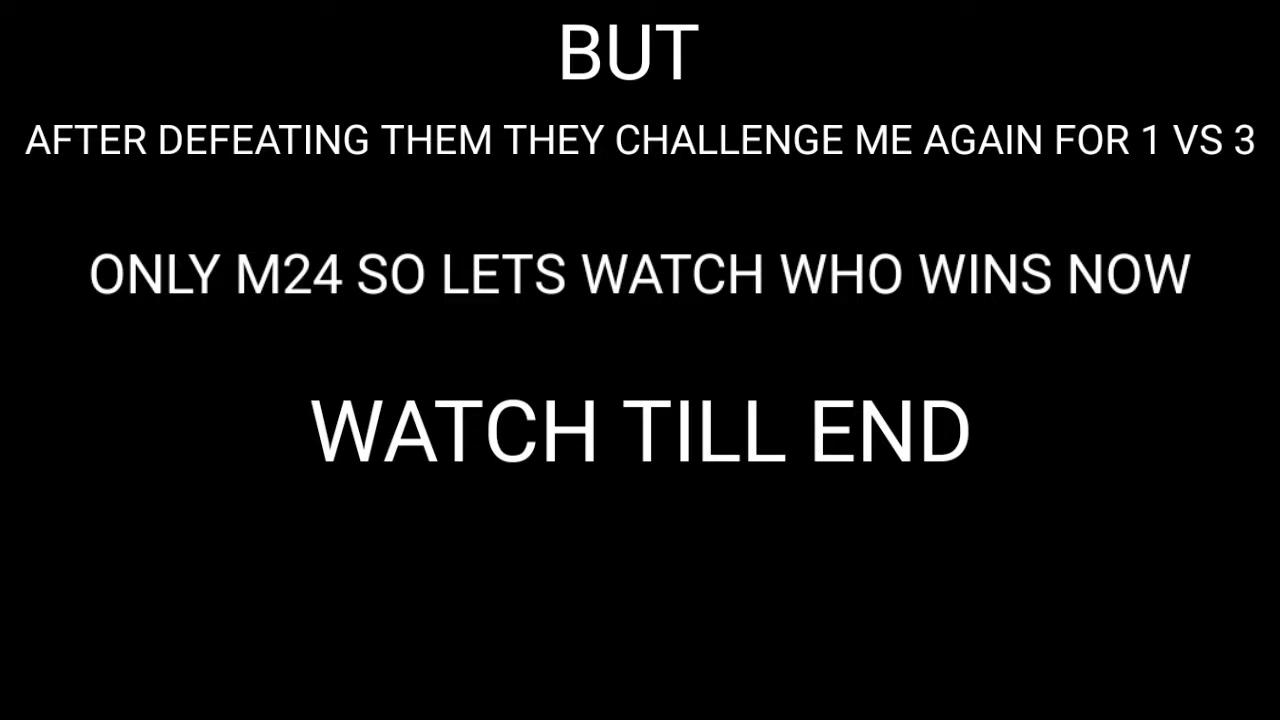 BUT
AFTER DEFEATING THEM THEY CHALLENGE ME AGAIN FOR 1 VS 3
ONLY M24 SO LETS WATCH WHO WINS NOW
WATCH TILL END